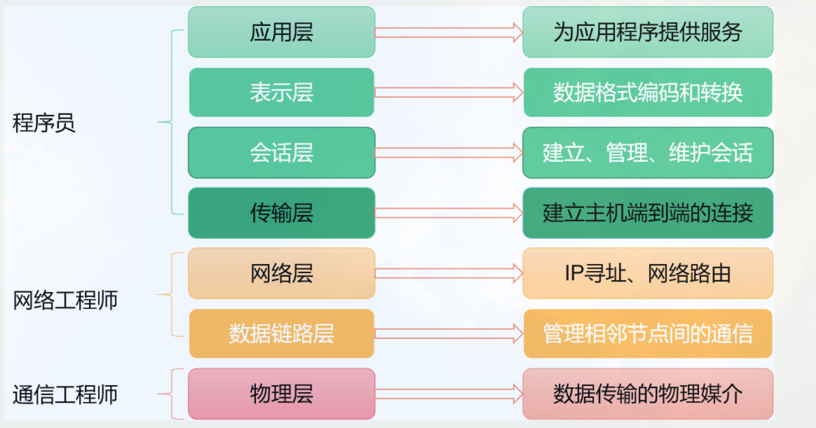 应用层
为应用程序提供服务
表示层
数据格式编码和转换
程序员
会话层
建立、管理、维护会话
传输层
建立主机端到端的连接
网络层
IP寻址、网络路由
网络工程师
数据链路层
管理相邻节点间的通信
通信工程师
物理层
数据传输的物理媒介